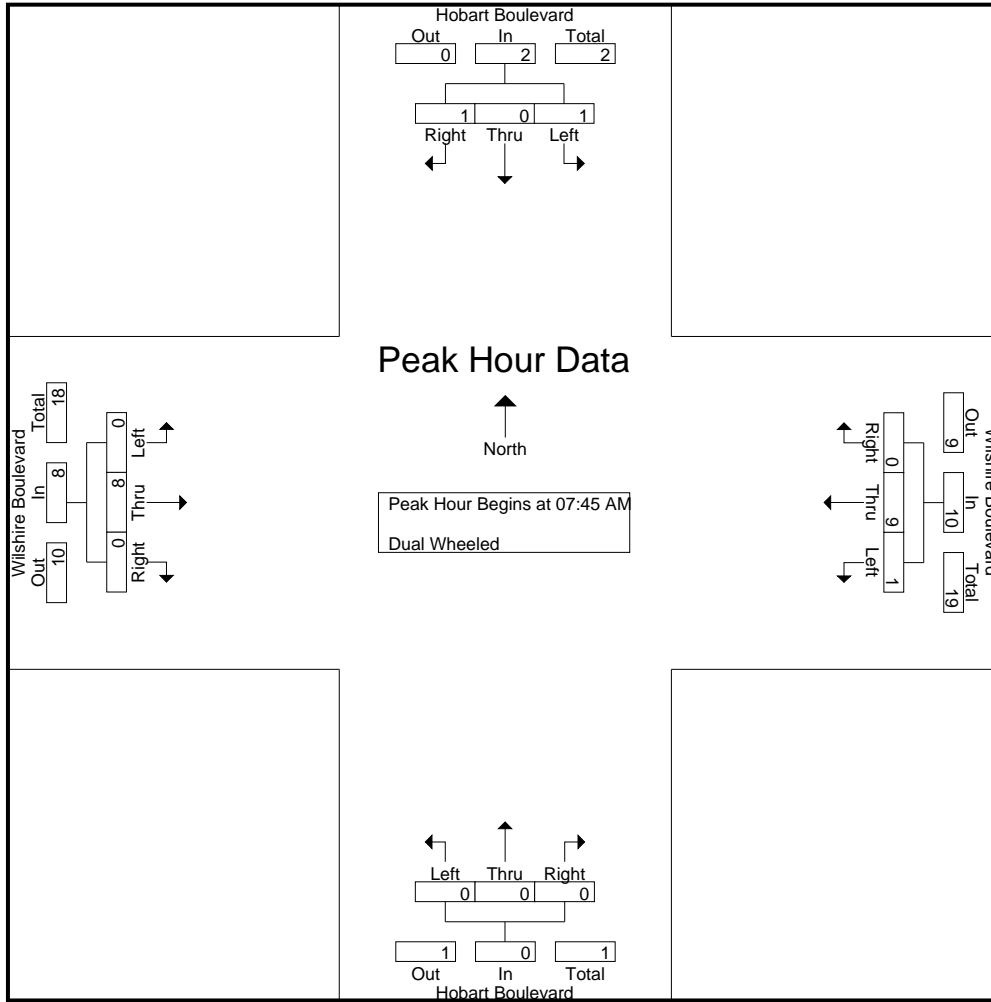 Hobart Boulevard
Out In Total
0 2 2
1 0 1
Right Thru Left
Peak Hour Data
North
Peak Hour Begins at 07:45 AM
Dual Wheeled
Wilshire Boulevard
Out In Total
10 8 18
0 8 0
Right Thru Left
Wilshire Boulevard
Out In Total
9 10 19
0 9 1
Right Thru Left
Left Thru Right
0 0 0
1 0 1
Out In Total
Hobart Boulevard